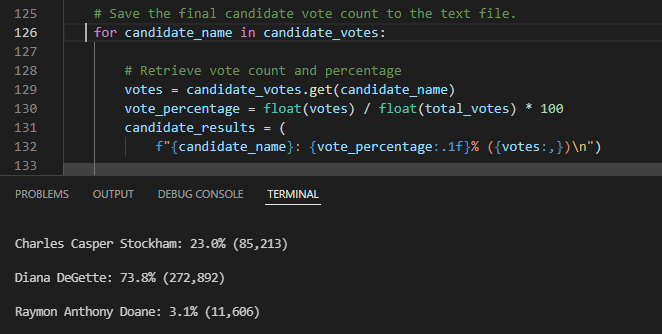 125 # Save the final candidate vote count to the text file.
126 for candidate_name in candidate_votes:
127
128 # Retrieve vote count and percentage
129 votes = candidate_votes.get(candidate_name)
130 vote_percentage = float(votes) / float(total_votes) * 100
131 candidate_results = (
132 f"{candidate_name}: {vote_percentage:.1f}% ({votes:,})\n")
133
PROBLEMS OUTPUT DEBUG CONSOLE TERMINAL
Charles Casper Stockham: 23.0% (85,213)
Diana DeGette: 73.8% (272,892)
Raymon Anthony Doane: 3.1% (11,606)